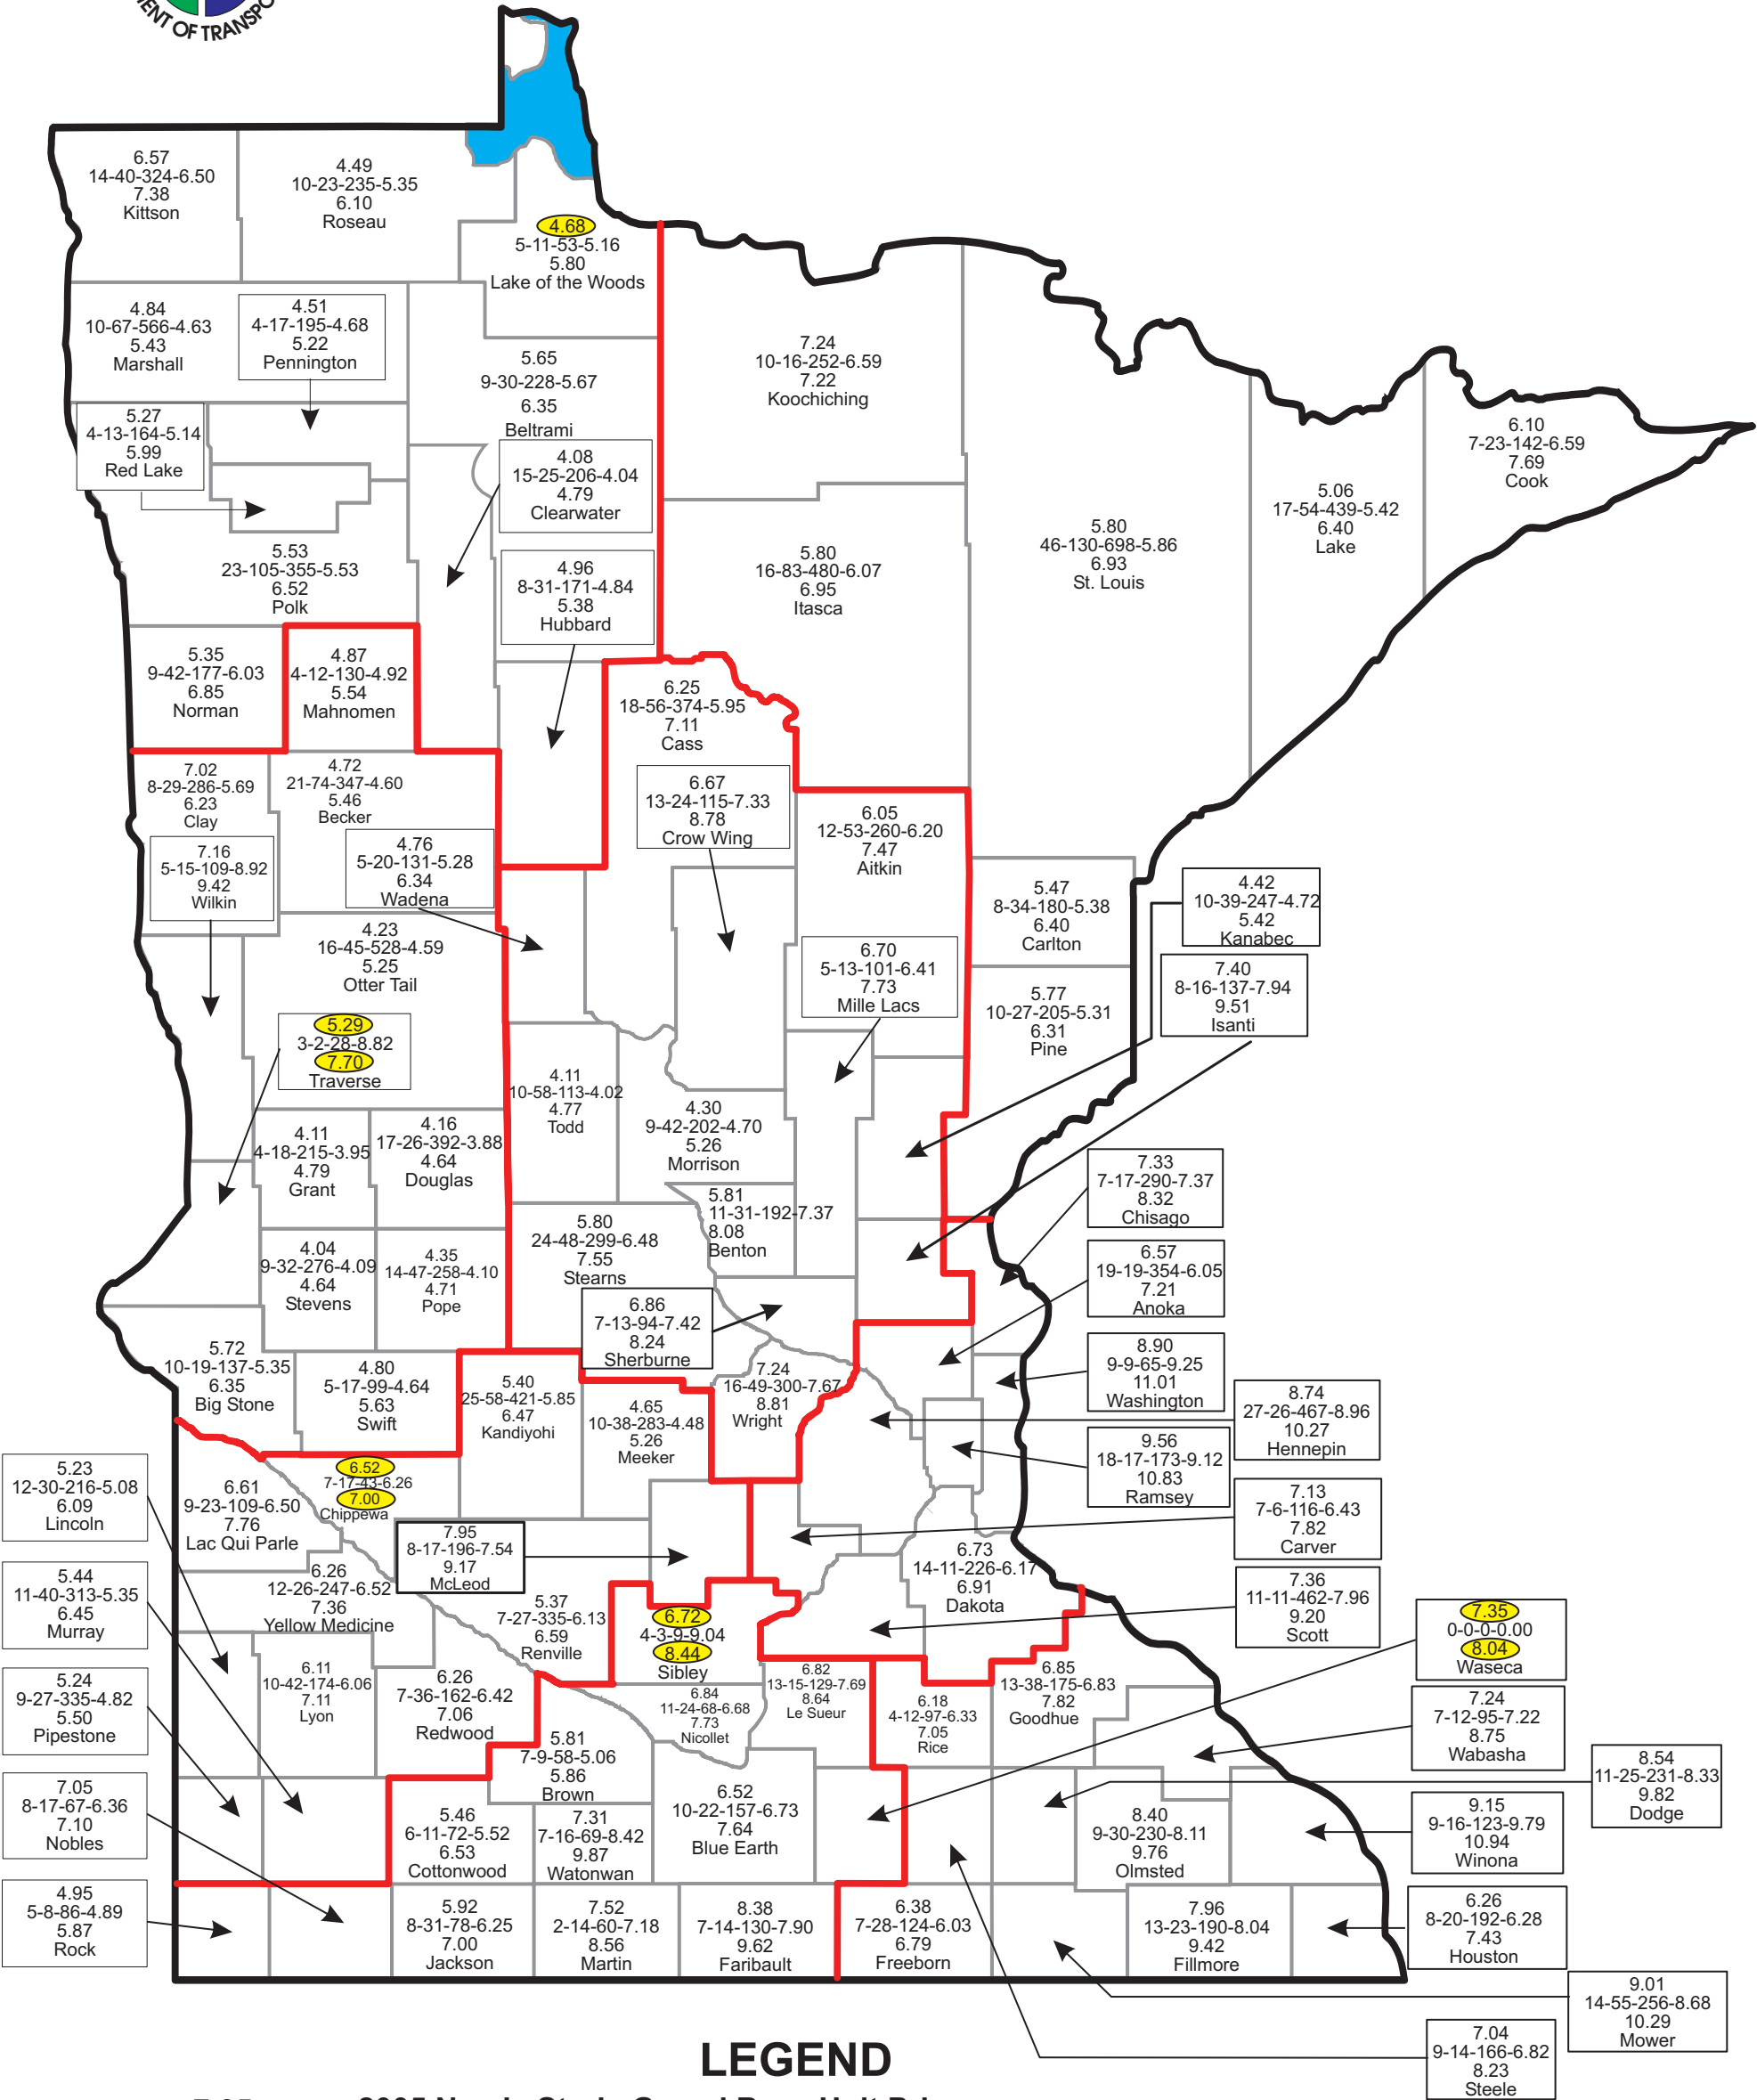 MENT OF TRANSPO
6.57
14-40-324-6.50
7.38
Kittson
4.49
10-23-235-5.35
6.10
Roseau
4.68
5-11-53-5.16
5.80
Lake of the Woods
4.84
10-67-566-4.63
5.43
Marshall
4.51
4-17-195-4.68
5.22
Pennington
5.65
9-30-228-5.67
6.35
Beltrami
7.24
10-16-252-6.59
7.22
Koochiching
5.27
4-13-164-5.14
5.99
Red Lake
4.08
15-25-206-4.04
4.79
Clearwater
6.10
7-23-142-6.59
7.69
Cook
5.06
17-54-439-5.42
6.40
Lake
5.80
46-130-698-5.86
6.93
St. Louis
5.53
23-105-355-5.53
6.52
Polk
4.96
8-31-171-4.84
5.38
Hubbard
5.80
16-83-480-6.07
6.95
Itasca
5.35
9-42-177-6.03
6.85
Norman
4.87
4-12-130-4.92
5.54
Mahnomen
6.25
18-56-374-5.95
7.11
Cass
7.02
8-29-286-5.69
6.23
Clay
4.72
21-74-347-4.60
5.46
Becker
6.67
13-24-115-7.33
8.78
Crow Wing
6.05
12-53-260-6.20
7.47
Aitkin
7.16
5-15-109-8.92
9.42
Wilkin
4.76
5-20-131-5.28
6.34
Wadena
5.47
8-34-180-5.38
6.40
Carlton
4.42
10-39-247-4.72
5.42
Kanabec
4.23
16-45-528-4.59
5.25
Otter Tail
6.70
5-13-101-6.41
7.73
Mille Lacs
7.40
8-16-137-7.94
9.51
Isanti
5.77
10-27-205-5.31
6.31
Pine
5.29
3-2-28-8.82
7.70
Traverse
4.11
10-58-113-4.02
4.77
Todd
4.30
9-42-202-4.70
5.26
Morrison
4.11
4-18-215-3.95
4.79
Grant
4.16
17-26-392-3.88
4.64
Douglas
7.33
7-17-290-7.37
8.32
Chisago
5.81
11-31-192-7.37
8.08
Benton
5.80
24-48-299-6.48
7.55
Stearns
4.04
9-32-276-4.09
4.64
Stevens
4.35
14-47-258-4.10
4.71
Pope
6.57
19-19-354-6.05
7.21
Anoka
6.86
7-13-94-7.42
8.24
Sherburne
5.72
10-19-137-5.35
6.35
Big Stone
4.80
5-17-99-4.64
5.63
Swift
5.40
25-58-421-5.85
6.47
Kandiyohi
7.24
16-49-300-7.67
8.81
Wright
8.90
9-9-65-9.25
11.01
Washington
4.65
10-38-283-4.48
5.26
Meeker
8.74
27-26-467-8.96
10.27
Hennepin
9.56
18-17-173-9.12
10.83
Ramsey
5.23
12-30-216-5.08
6.09
Lincoln
6.61
9-23-109-6.50
7.76
Lac Qui Parle
6.52
7-17-43-6.26
7.00
Chippewa
7.13
7-6-116-6.43
7.82
Carver
7.95
8-17-196-7.54
9.17
McLeod
5.44
11-40-313-5.35
6.45
Murray
6.26
12-26-247-6.52
7.36
Yellow Medicine
6.73
14-11-226-6.17
6.91
Dakota
7.36
11-11-462-7.96
9.20
Scott
5.37
7-27-335-6.13
6.59
Renville
6.72
4-3-9-9.04
8.44
Sibley
7.35
0-0-0-0.00
8.04
Waseca
5.24
9-27-335-4.82
5.50
Pipestone
6.11
10-42-174-6.06
7.11
Lyon
6.26
7-36-162-6.42
7.06
Redwood
6.84
11-24-68-6.68
7.73
Nicollet
6.82
13-15-129-7.69
8.64
Le Sueur
6.18
4-12-97-6.33
7.05
Rice
6.85
13-38-175-6.83
7.82
Goodhue
7.24
7-12-95-7.22
8.75
Wabasha
5.81
7-9-58-5.06
5.86
Brown
8.54
11-25-231-8.33
9.82
Dodge
7.05
8-17-67-6.36
7.10
Nobles
5.46
6-11-72-5.52
6.53
Cottonwood
7.31
7-16-69-8.42
9.87
Watonwan
6.52
10-22-157-6.73
7.64
Blue Earth
8.40
9-30-230-8.11
9.76
Olmsted
9.15
9-16-123-9.79
10.94
Winona
4.95
5-8-86-4.89
5.87
Rock
5.92
8-31-78-6.25
7.00
Jackson
7.52
2-14-60-7.18
8.56
Martin
8.38
7-14-130-7.90
9.62
Faribault
6.38
7-28-124-6.03
6.79
Freeborn
7.96
13-23-190-8.04
9.42
Fillmore
6.26
8-20-192-6.28
7.43
Houston
9.01
14-55-256-8.68
10.29
Mower
7.04
9-14-166-6.82
8.23
Steele
LEGEND